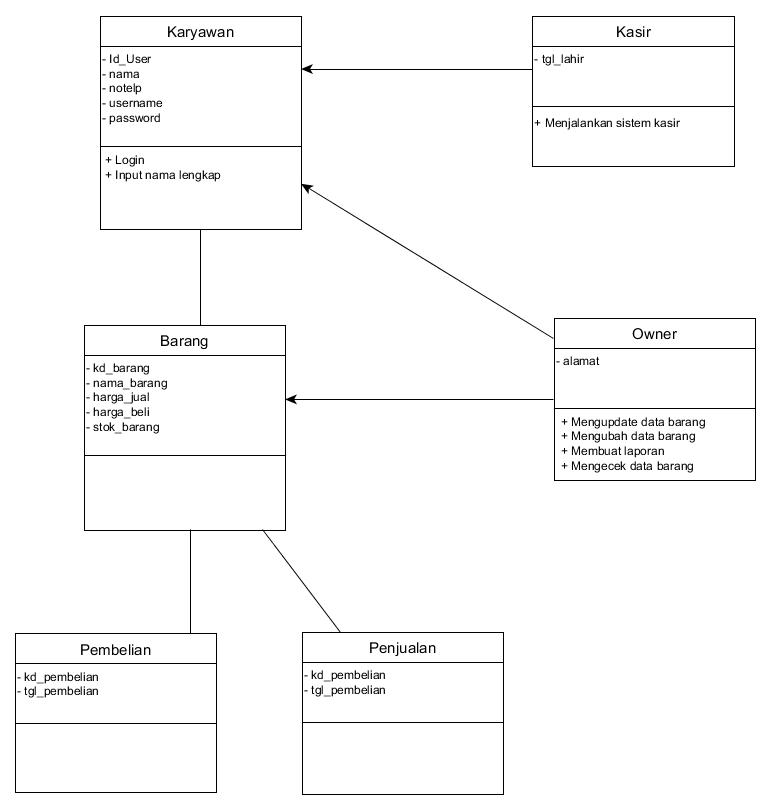 Karyawan
- Id_User
- nama
- notelp
- username
- password
+ Login
+ Input nama lengkap
Kasir
- tgl_lahir
+ Menjalankan sistem kasir
Barang
- kd_barang
- nama_barang
- harga_jual
- harga_beli
- stok_barang
Owner
- alamat
+ Mengupdate data barang
+ Mengubah data barang
+ Membuat laporan
+ Mengecek data barang
Pembelian
- kd_pembelian
- tgl_pembelian
Penjualan
- kd_pembelian
- tgl_pembelian